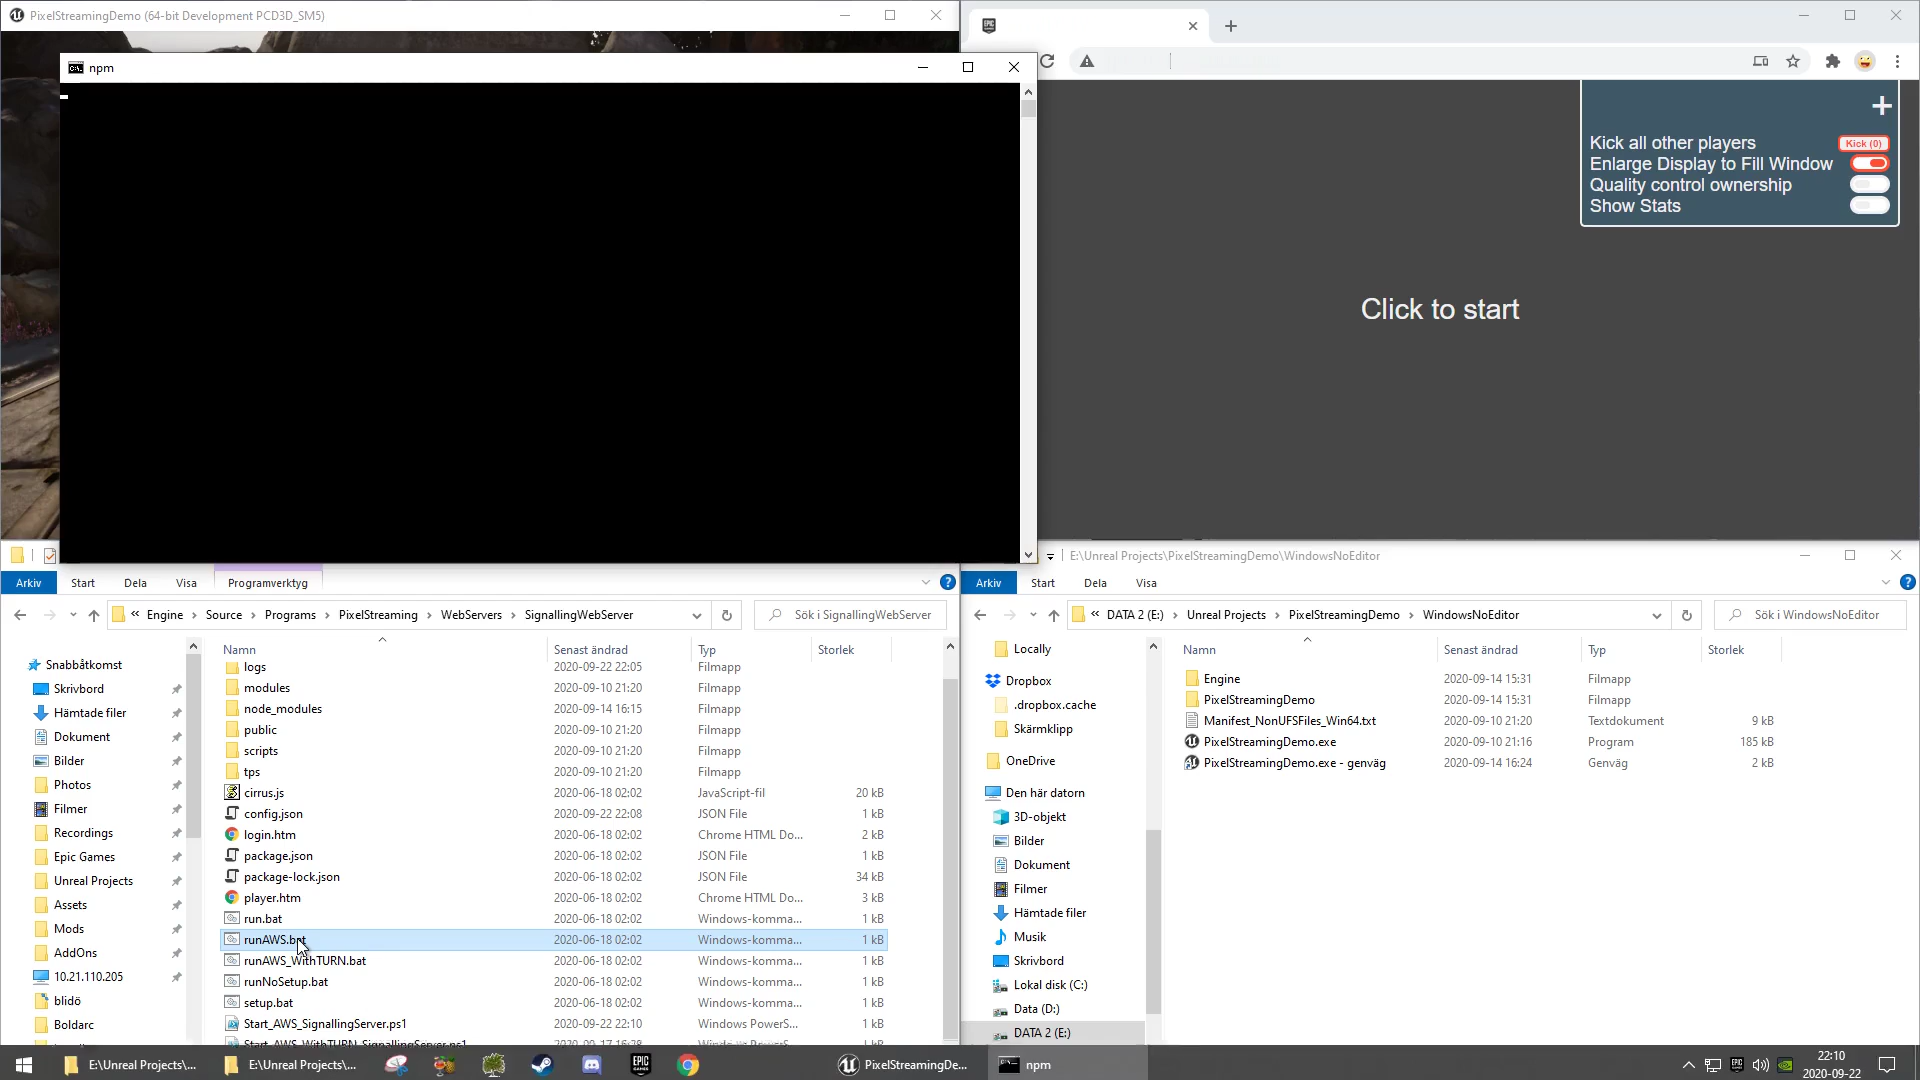 PixelStreamingDemo (64-bit Development PCD3D_SM5)
npm
Kick all other players
Kick (0)
Enlarge Display to Fill Window
Quality control ownership
Show Stats
Click to start
Arkiv
Start
Dela
Visa
Programverktyg
Engine
Source
Programs
PixelStreaming
WebServers
SignallingWebServer
Sök i SignallingWebServer
Snabbåtkomst
Skrivbord
Hämtade filer
Dokument
Bilder
Photos
Filmer
Recordings
Epic Games
Unreal Projects
Assets
Mods
AddOns
10.21.110.205
blidö
Boldarc
Namn Senast ändrad Typ Storlek
logs 2020-09-22 22:05 Filmapp
modules 2020-09-10 21:20 Filmapp
node_modules 2020-09-14 16:15 Filmapp
public 2020-09-10 21:20 Filmapp
scripts 2020-09-10 21:20 Filmapp
tps 2020-09-10 21:20 Filmapp
cirrus.js 2020-06-18 02:02 JavaScript-fil 20 kB
config.json 2020-09-22 22:08 JSON File 1 kB
login.htm 2020-06-18 02:02 Chrome HTML Do... 2 kB
package.json 2020-06-18 02:02 JSON File 1 kB
package-lock.json 2020-06-18 02:02 JSON File 34 kB
player.htm 2020-06-18 02:02 Chrome HTML Do... 3 kB
run.bat 2020-06-18 02:02 Windows-komma... 1 kB
runAWS.bat 2020-06-18 02:02 Windows-komma... 1 kB
runAWS_WithTURN.bat 2020-06-18 02:02 Windows-komma... 1 kB
runNoSetup.bat 2020-06-18 02:02 Windows-komma... 1 kB
setup.bat 2020-06-18 02:02 Windows-komma... 1 kB
Start_AWS_SignallingServer.ps1 2020-09-22 22:10 Windows PowerS... 1 kB
Start_AWS_WithTURN_SignallingServer.ps1 2020-09-17 16:28 Windows PowerS... 1 kB
E:\Unreal Projects\PixelStreamingDemo\WindowsNoEditor
Arkiv
Start
Dela
Visa
DATA 2 (E:)
Unreal Projects
PixelStreamingDemo
WindowsNoEditor
Sök i WindowsNoEditor
Locally
Dropbox
.dropbox.cache
Skärmklipp
OneDrive
Den här datorn
3D-objekt
Bilder
Dokument
Filmer
Hämtade filer
Musik
Skrivbord
Lokal disk (C:)
Data (D:)
DATA 2 (E:)
Namn Senast ändrad Typ Storlek
Engine 2020-09-14 15:31 Filmapp
PixelStreamingDemo 2020-09-14 15:31 Filmapp
Manifest_NonUFSFiles_Win64.txt 2020-09-10 21:20 Textdokument 9 kB
PixelStreamingDemo.exe 2020-09-10 21:16 Program 185 kB
PixelStreamingDemo.exe - genväg 2020-09-14 16:24 Genväg 2 kB
E:\Unreal Projects\...
E:\Unreal Projects\...
EPIC GAMES
PixelStreamingDe...
npm
22:10
2020-09-22